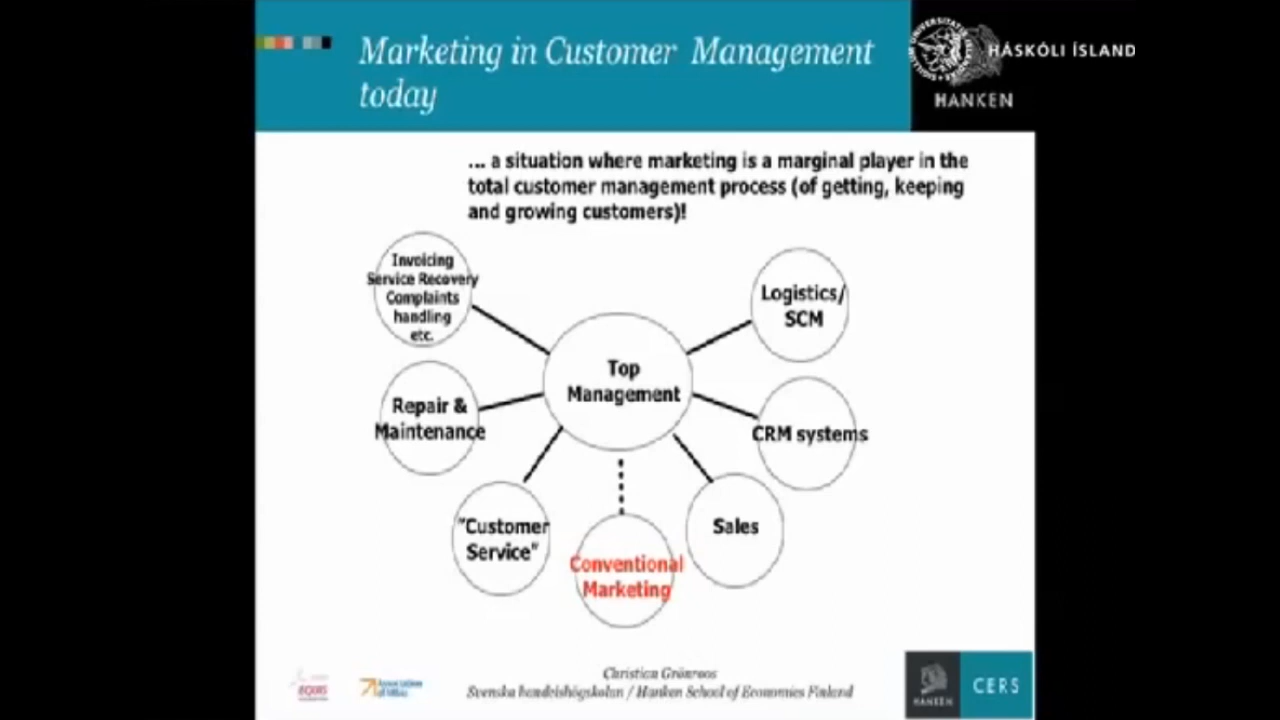 Marketing in Customer Management
today
HÁSKÓLI ÍSLAND
HANKEN
... a situation where marketing is a marginal player in the
total customer management process (of getting, keeping
and growing customers)!
Invoicing
Service Recovery
Complaints
handling
etc.
Logistics/
SCM
Top
Management
Repair &
Maintenance
CRM systems
"Customer
Service"
Conventional
Marketing
Sales
Christian Grönroos
Svenska handelshögskolan / Hanken School of Economics Finland
EQUIS
HANKEN
CERS